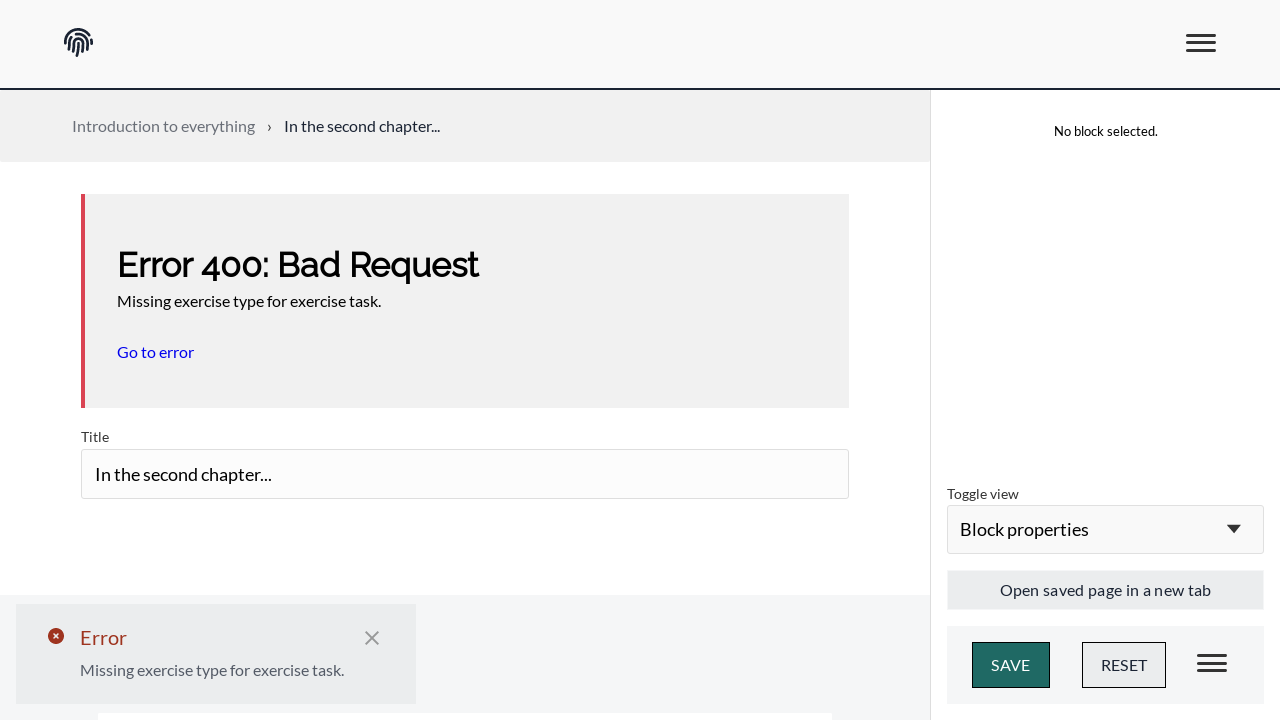 Introduction to everything › In the second chapter...
Error 400: Bad Request
Missing exercise type for exercise task.
Go to error
Title
In the second chapter...
Error
Missing exercise type for exercise task.
No block selected.
Toggle view
Block properties
Open saved page in a new tab
SAVE RESET